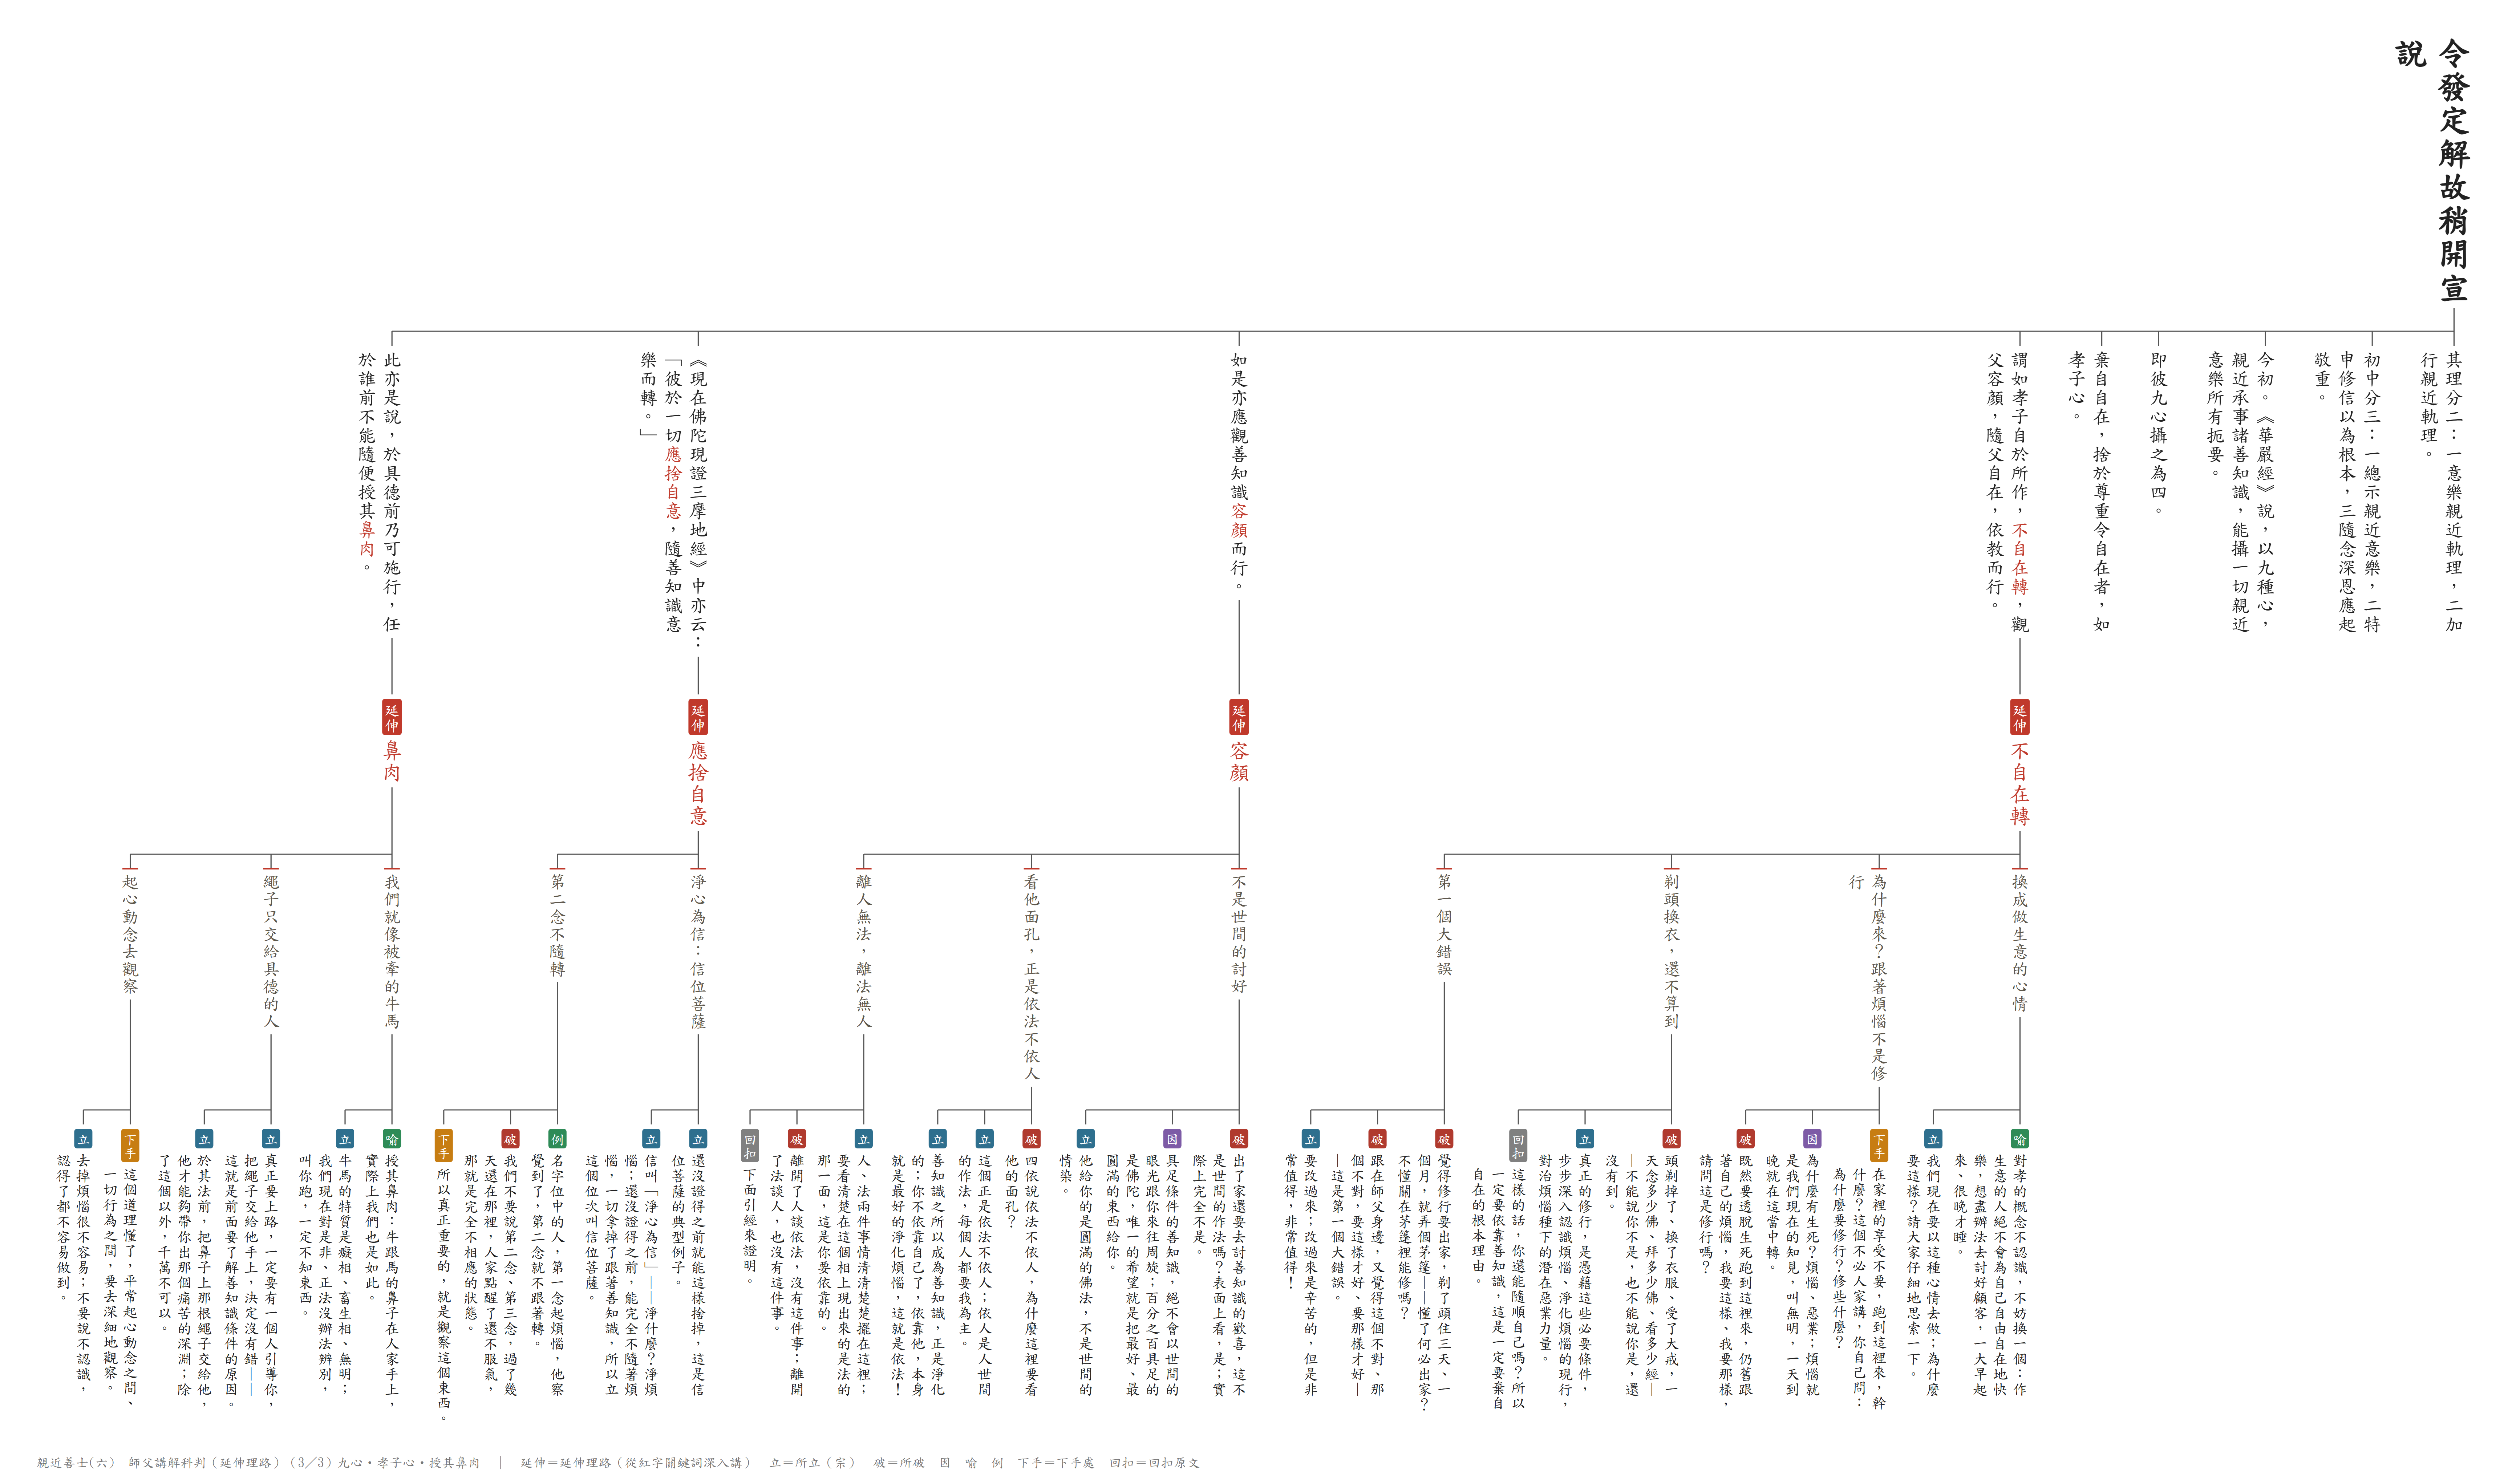 令發定解故稍開宣
說
其理分二：一意樂親近軌理，二加
行親近軌理。
初中分三：一總示親近意樂，二特
申修信以為根本，三隨念深恩應起
敬重。
今初。《華嚴經》說，以九種心，
親近承事諸善知識，能攝一切親近
意樂所有扼要。
即彼九心攝之為四。
棄自自在，捨於尊重令自在者，如
孝子心。
謂如孝子自於所作，不自在轉，觀
父容顏，隨父自在，依教而行。
如是亦應觀善知識容顏而行。
《現在佛陀現證三摩地經》中亦云：
「彼於一切應捨自意，隨善知識意
樂而轉。」
此亦是說，於具德前乃可施行，任
於誰前不能隨便授其鼻肉。
延伸
不自在轉
延伸
容顏
延伸
應捨自意
延伸
鼻肉
換成做生意的心情
為什麼來？跟著煩惱不是修
行
剃頭換衣，還不算到
第一個大錯誤
不是世間的討好
看他面孔，正是依法不依人
離人無法，離法無人
淨心為信：信位菩薩
第二念不隨轉
我們就像被牽的牛馬
繩子只交給具德的人
起心動念去觀察
喻
對孝的概念不認識，不妨換一個：作
生意的人絕不會為自己自由自在地快
樂，想盡辦法去討好顧客，一大早起
來、很晚才睡。
立
我們現在要以這種心情去做；為什麼
要這樣？請大家仔細地思索一下。
下手
在家裡的享受不要，跑到這裡來，幹
什麼？這個不必人家講，你自己問：
為什麼要修行？修些什麼？
因
為什麼有生死？煩惱、惡業；煩惱就
是我們現在的知見，叫無明，一天到
晚就在這當中轉。
破
既然要透脫生死跑到這裡來，仍舊跟
著自己的煩惱，我要這樣、我要那樣，
請問這是修行嗎？
破
頭剃掉了、換了衣服、受了大戒，一
天念多少佛、拜多少佛、看多少經—
—不能說你不是，也不能說你是，還
沒有到。
立
真正的修行，是憑藉這些必要條件，
步步深入認識煩惱、淨化煩惱的現行，
對治煩惱種下的潛在惡業力量。
回扣
這樣的話，你還能隨順自己嗎？所以
一定要依靠善知識，這是一定要棄自
自在的根本理由。
破
覺得修行要出家，剃了頭住三天、一
個月，就弄個茅篷——懂了何必出家？
不懂關在茅篷裡能修嗎？
破
跟在師父身邊，又覺得這個不對、那
個不對，要這樣才好、要那樣才好—
—這是第一個大錯誤。
立
要改過來；改過來是辛苦的，但是非
常值得，非常值得！
破
出了家還要去討善知識的歡喜，這不
是世間的作法嗎？表面上看，是；實
際上完全不是。
因
具足條件的善知識，絕不會以世間的
眼光跟你來往周旋；百分之百具足的
是佛陀，唯一的希望就是把最好、最
圓滿的東西給你。
立
他給你的是圓滿的佛法，不是世間的
情染。
破
四依說依法不依人，為什麼這裡要看
他的面孔？
立
這個正是依法不依人；依人是人世間
的作法，每個人都要我為主。
立
善知識之所以成為善知識，正是淨化
的；你不依靠自己了，依靠他，本身
就是最好的淨化煩惱，這就是依法！
立
人、法兩件事情清清楚楚擺在這裡；
要看清楚在這個相上現出來的是法的
那一面，這是你要依靠的。
破
離開了人談依法，沒有這件事；離開
了法談人，也沒有這件事。
回扣
下面引經來證明。
立
還沒證得之前就能這樣捨掉，這是信
位菩薩的典型例子。
立
信叫「淨心為信」——淨什麼？淨煩
惱；還沒證得之前，能完全不隨著煩
惱，一切拿掉了跟著善知識，所以立
這個位次叫信位菩薩。
例
名字位中的人，第一念起煩惱，他察
覺到了，第二念就不跟著轉。
破
我們不要說第二念、第三念，過了幾
天還在那裡，人家點醒了還不服氣，
那就是完全不相應的狀態。
下手
所以真正重要的，就是觀察這個東西。
喻
授其鼻肉：牛跟馬的鼻子在人家手上，
實際上我們也是如此。
立
牛馬的特質是癡相、畜生相、無明；
我們現在對是非、正法沒辦法辨別，
叫你跑，一定不知東西。
立
真正要上路，一定要有一個人引導你，
把繩子交給他手上，決定沒有錯——
這就是前面要了解善知識條件的原因。
立
於其法前，把鼻子上那根繩子交給他，
他才能夠帶你出那個痛苦的深淵；除
了這個以外，千萬不可以。
下手
這個道理懂了，平常起心動念之間、
一切行為之間，要去深細地觀察。
立
去掉煩惱很不容易；不要說不認識，
認得了都不容易做到。
親近善士(六)　師父講解科判（延伸理路）（3／3）九心・孝子心・授其鼻肉　｜　延伸＝延伸理路（從紅字關鍵詞深入講）　立＝所立（宗）　破＝所破　因　喻　例　下手＝下手處　回扣＝回扣原文